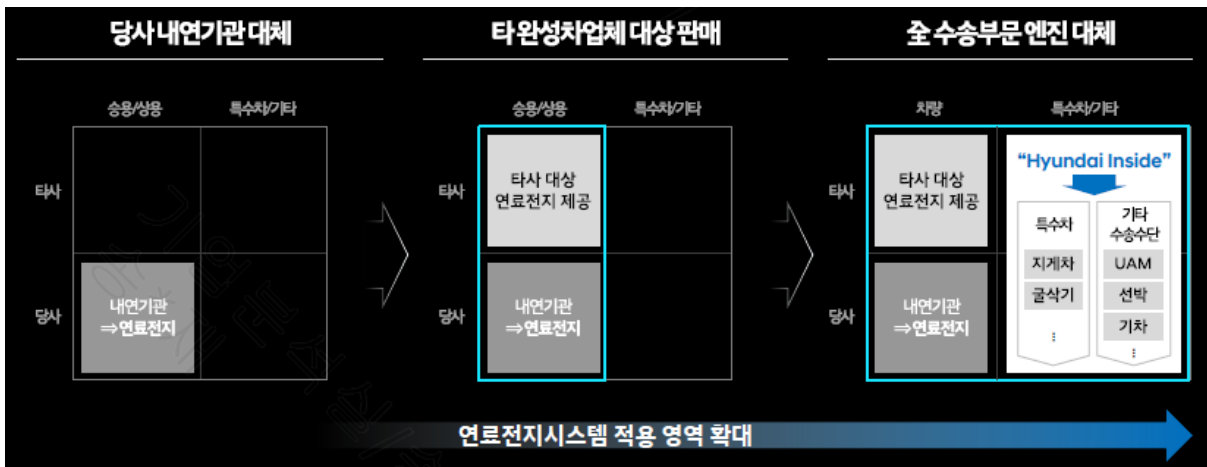 당사 내연기관 대체
승용/상용 특수차/기타
타사
당사
내연기관
⇒연료전지
타 완성차업체 대상 판매
승용/상용 특수차/기타
타사
타사 대상
연료전지 제공
당사
내연기관
⇒연료전지
全 수송부문 엔진 대체
차량 특수차/기타
타사
타사 대상
연료전지 제공
당사
내연기관
⇒연료전지
“Hyundai Inside”
특수차
지게차
굴삭기
⋮
기타
수송수단
UAM
선박
기차
⋮
연료전지시스템 적용 영역 확대